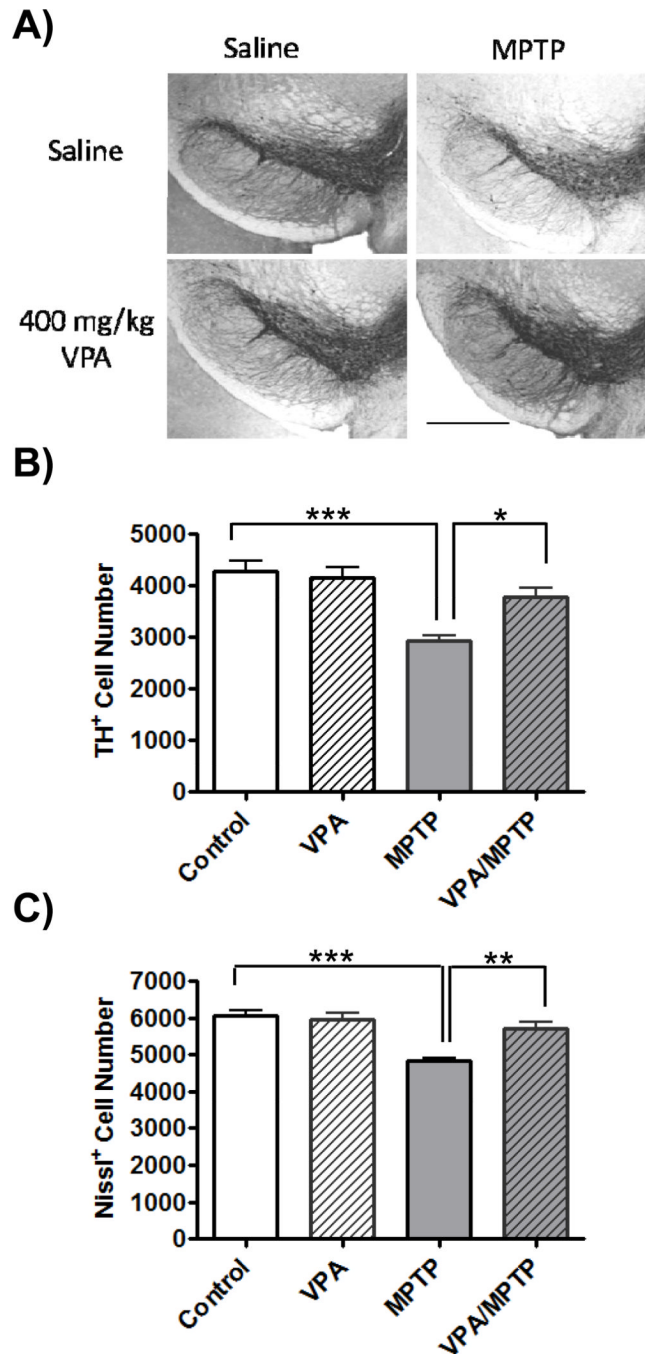 A)
Saline MPTP
Saline
400 mg/kg
VPA
B)
*** *
5000
4000
3000
2000
1000
0
TH⁺ Cell Number
Control VPA MPTP VPA/MPTP
C)
*** **
7000
6000
5000
4000
3000
2000
1000
0
Nissl⁺ Cell Number
Control VPA MPTP VPA/MPTP